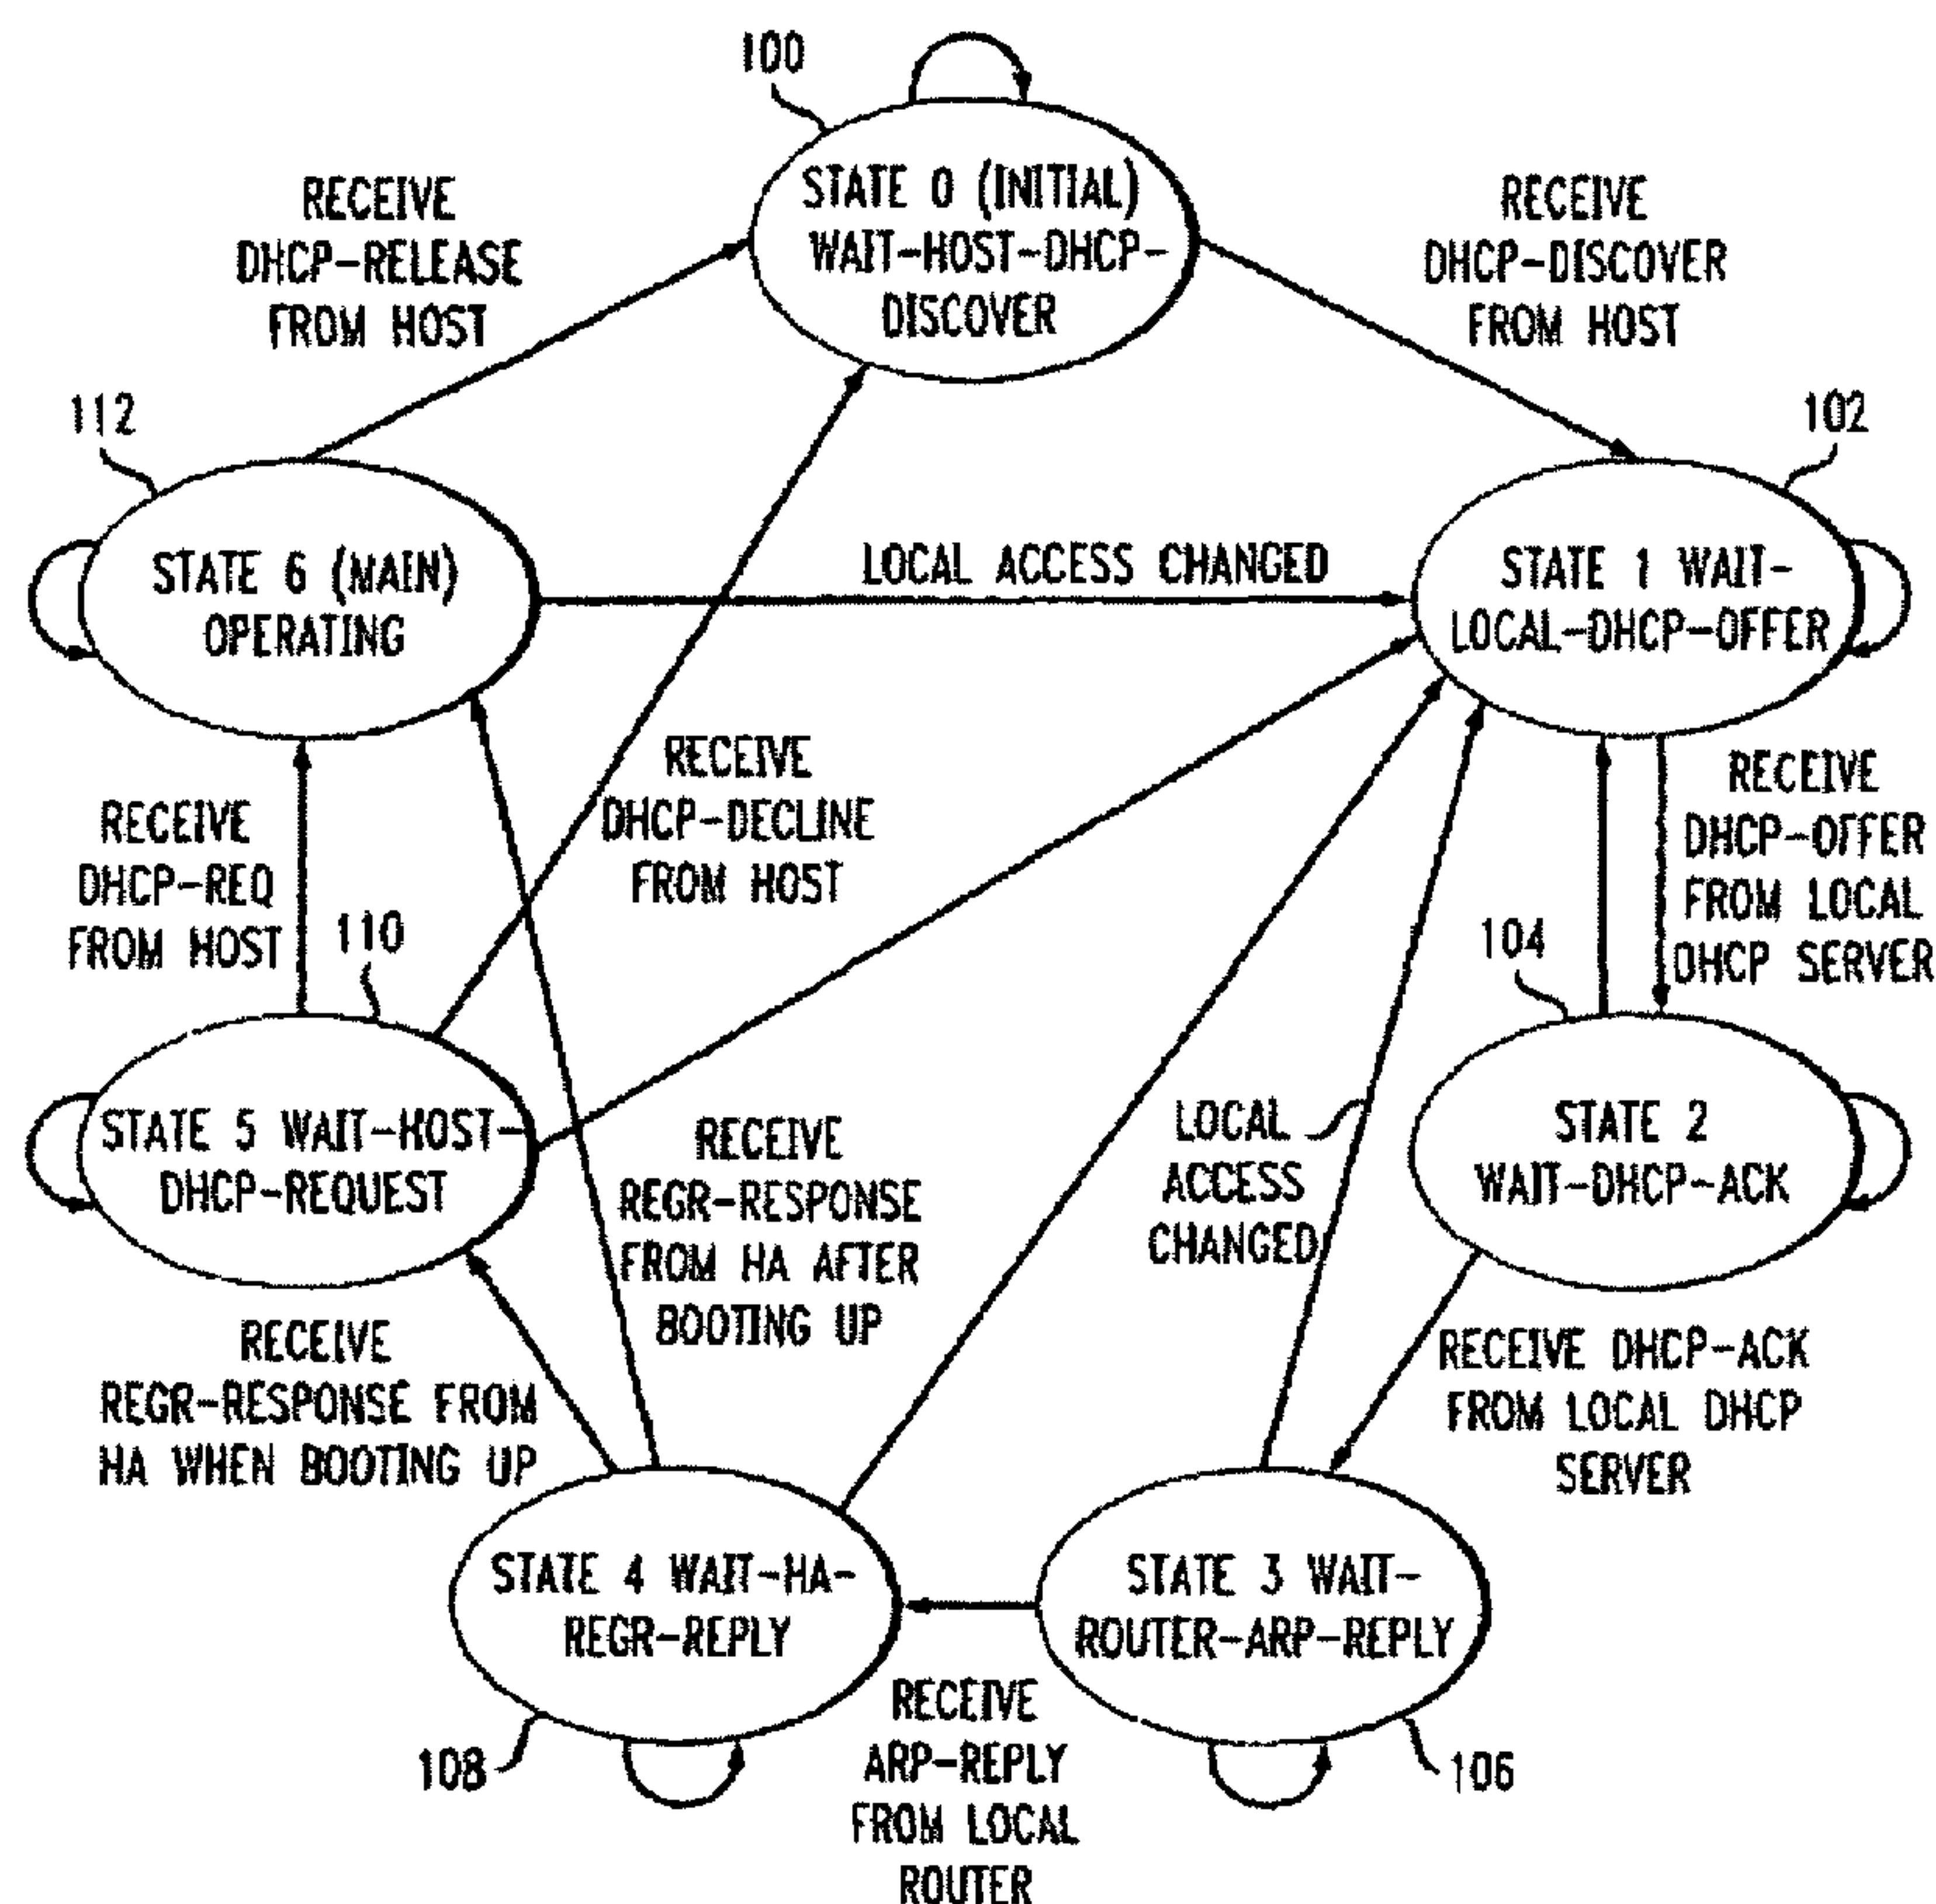 100
STATE 0 (INITIAL)
WAIT-HOST-DHCP-
DISCOVER
RECEIVE
DHCP-RELEASE
FROM HOST
RECEIVE
DHCP-DISCOVER
FROM HOST
112
STATE 6 (MAIN)
OPERATING
LOCAL ACCESS CHANGED
102
STATE 1 WAIT-
LOCAL-DHCP-OFFER
RECEIVE
DHCP-REQ
FROM HOST
RECEIVE
DHCP-DECLINE
FROM HOST
RECEIVE
DHCP-OFFER
FROM LOCAL
DHCP SERVER
110
STATE 5 WAIT-HOST-
DHCP-REQUEST
104
STATE 2
WAIT-DHCP-ACK
RECEIVE
REGR-RESPONSE
FROM HA AFTER
BOOTING UP
LOCAL
ACCESS
CHANGED
RECEIVE
REGR-RESPONSE FROM
HA WHEN BOOTING UP
RECEIVE DHCP-ACK
FROM LOCAL DHCP
SERVER
STATE 4 WAIT-HA-
REGR-REPLY
108
STATE 3 WAIT-
ROUTER-ARP-REPLY
106
RECEIVE
ARP-REPLY
FROM LOCAL
ROUTER